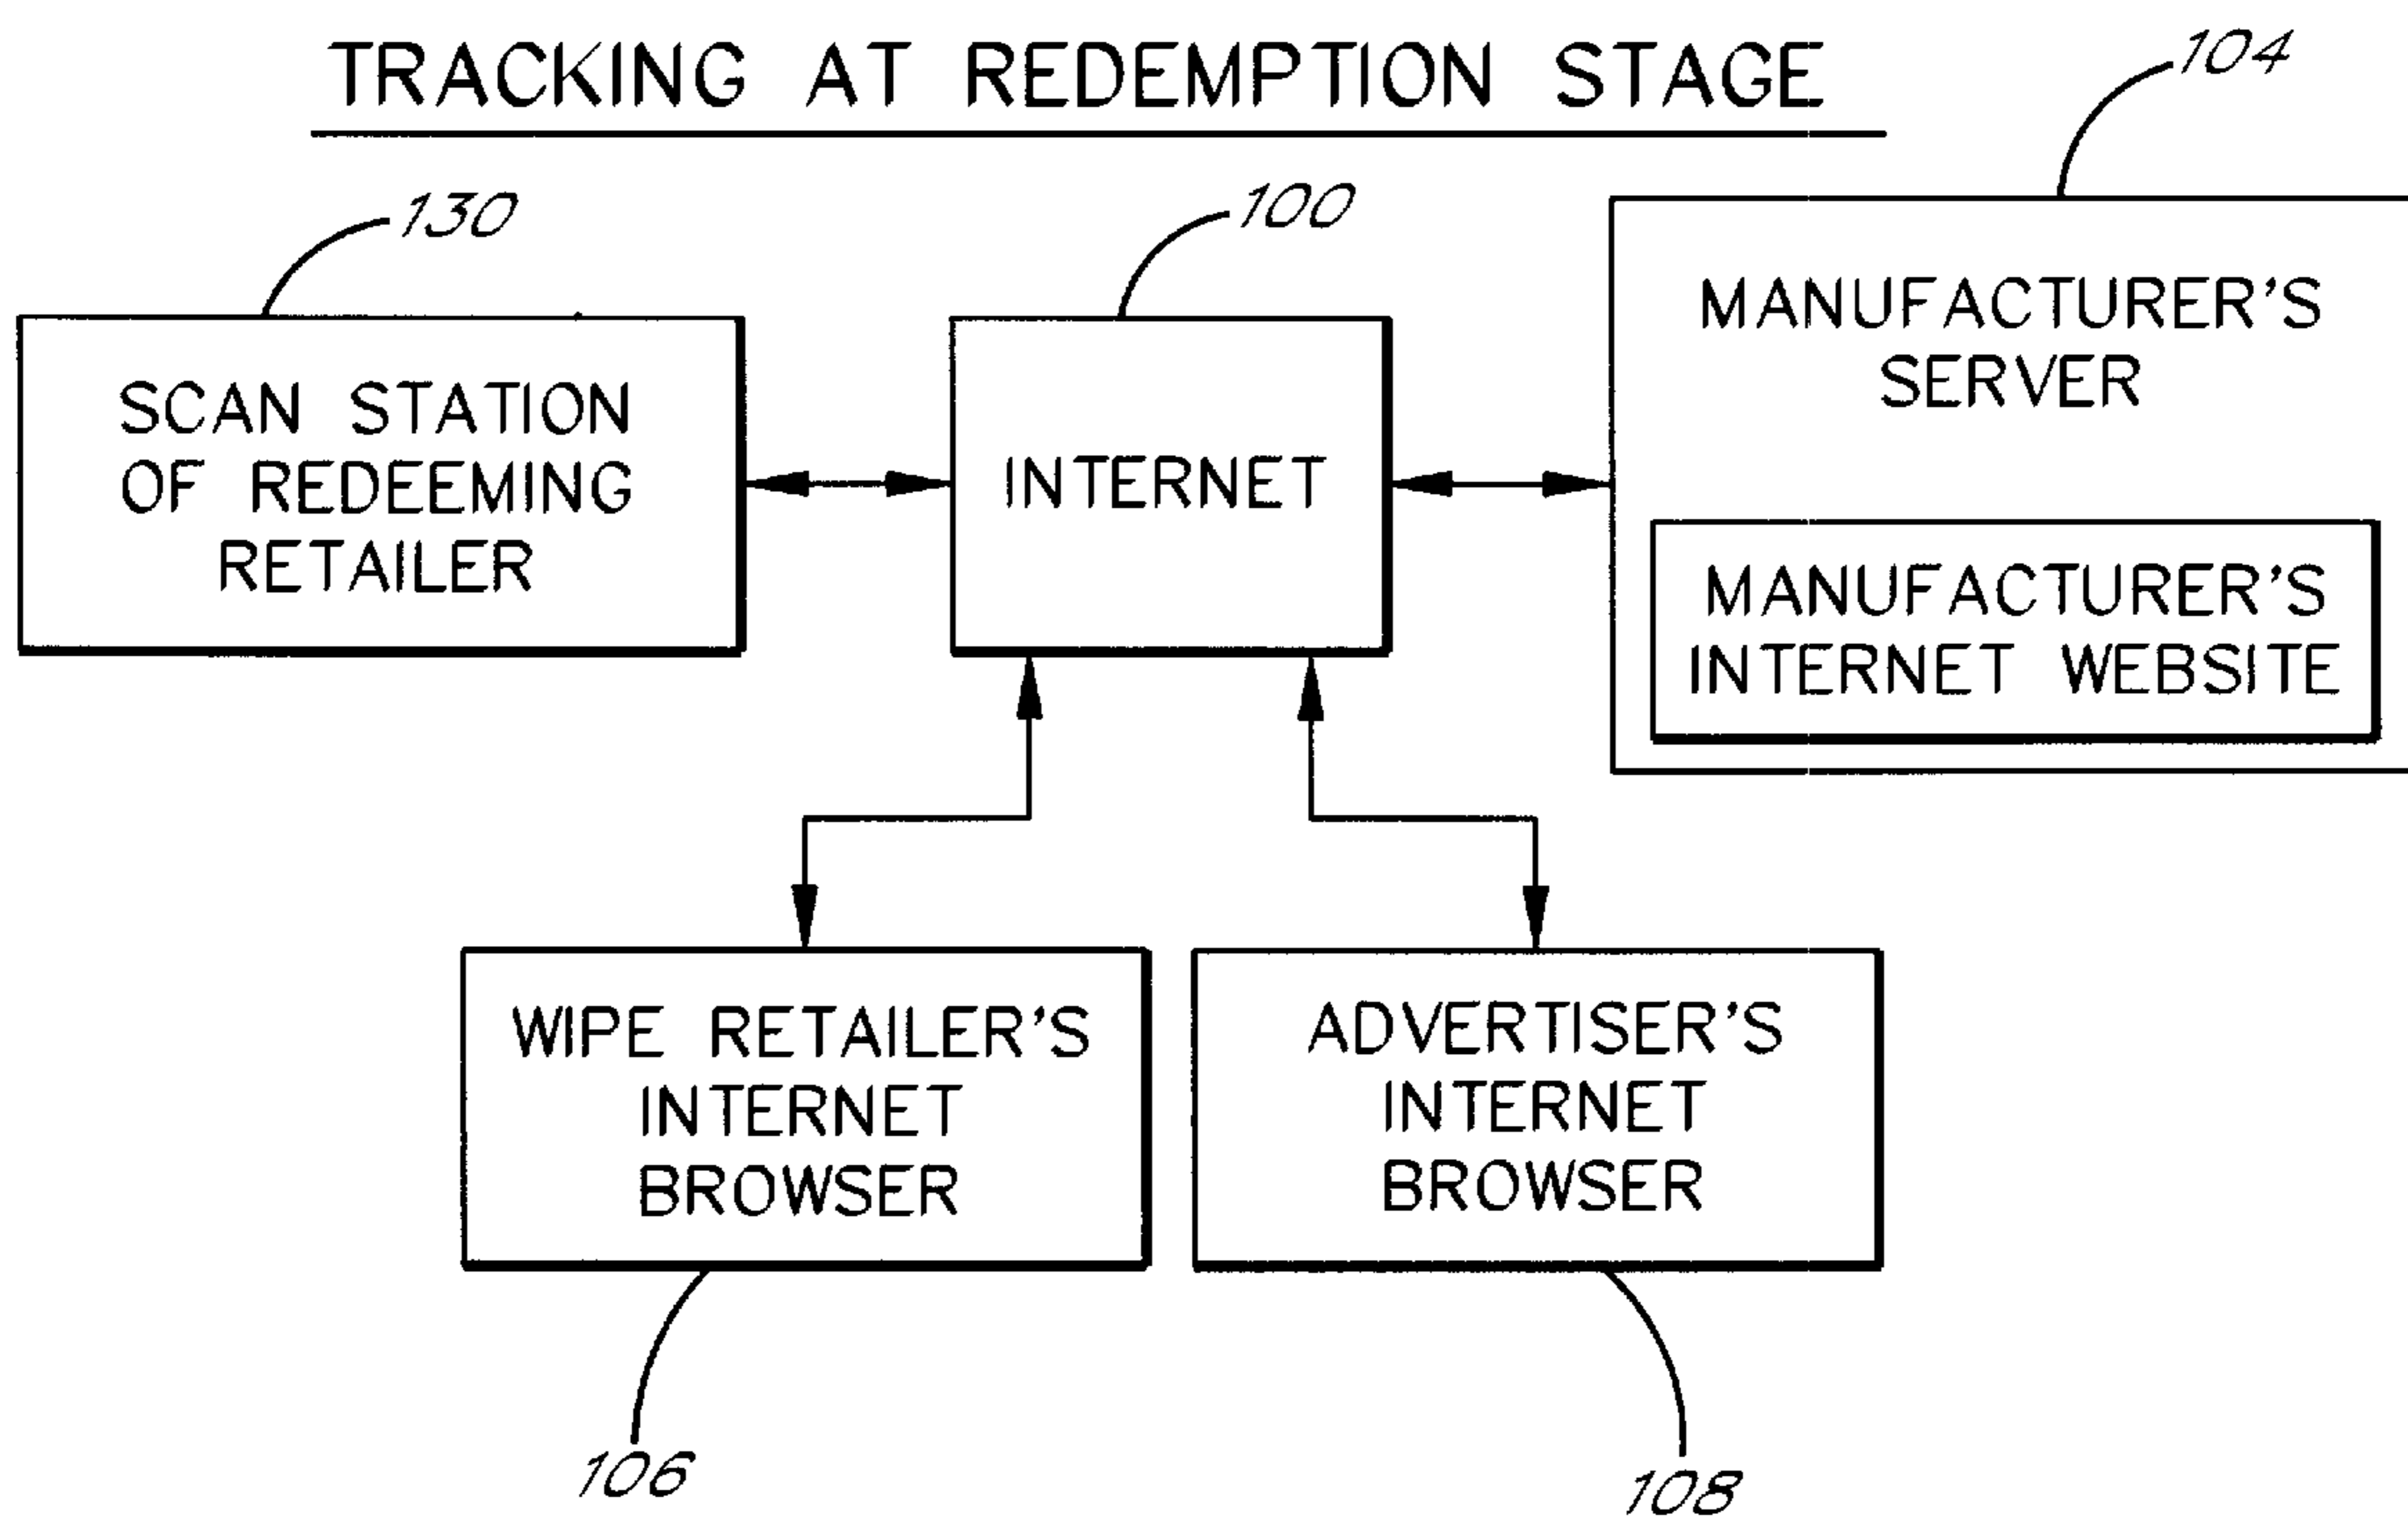 TRACKING AT REDEMPTION STAGE
104
130
100
SCAN STATION
OF REDEEMING
RETAILER
INTERNET
MANUFACTURER'S
SERVER
MANUFACTURER'S
INTERNET WEBSITE
WIPE RETAILER'S
INTERNET
BROWSER
ADVERTISER'S
INTERNET
BROWSER
106
108